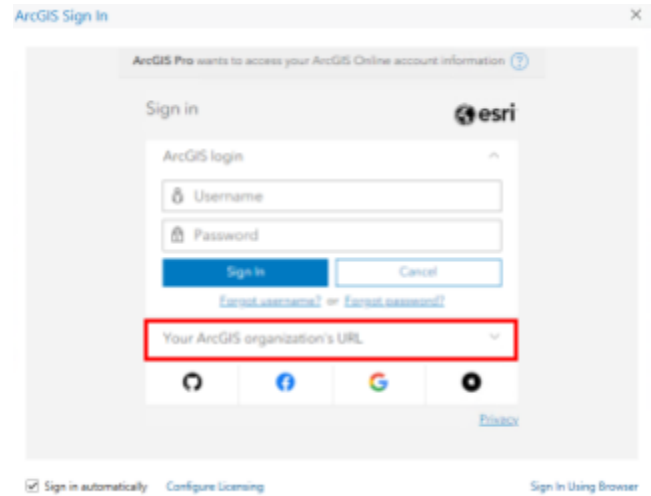 ArcGIS Sign In
ArcGIS Pro wants to access your ArcGIS Online account information ?
Sign in
esri
ArcGIS login
Username
Password
Sign In Cancel
Forgot username? or Forgot password?
Your ArcGIS organization's URL
Privacy
Sign in automatically Configure Licensing Sign In Using Browser